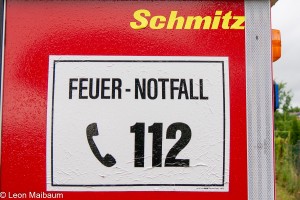 Schmitz
FEUER - NOTFALL
112
© Leon Maibaum